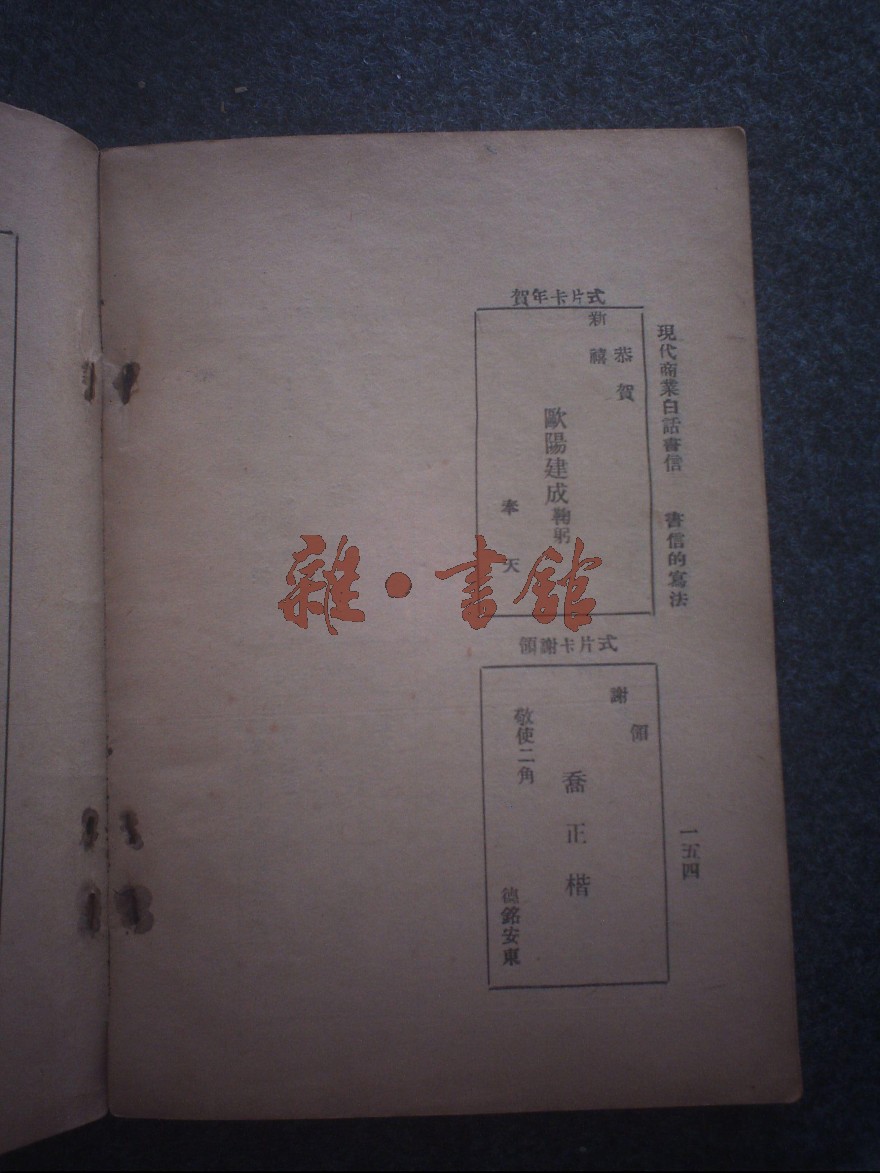 現代商業白話書信 書信的寫法
一五四
賀年卡片式
恭賀
新禧
歐陽建成鞠躬
奉天
領謝卡片式
謝領
喬正楷
敬使二角
德銘安東
雜·書館